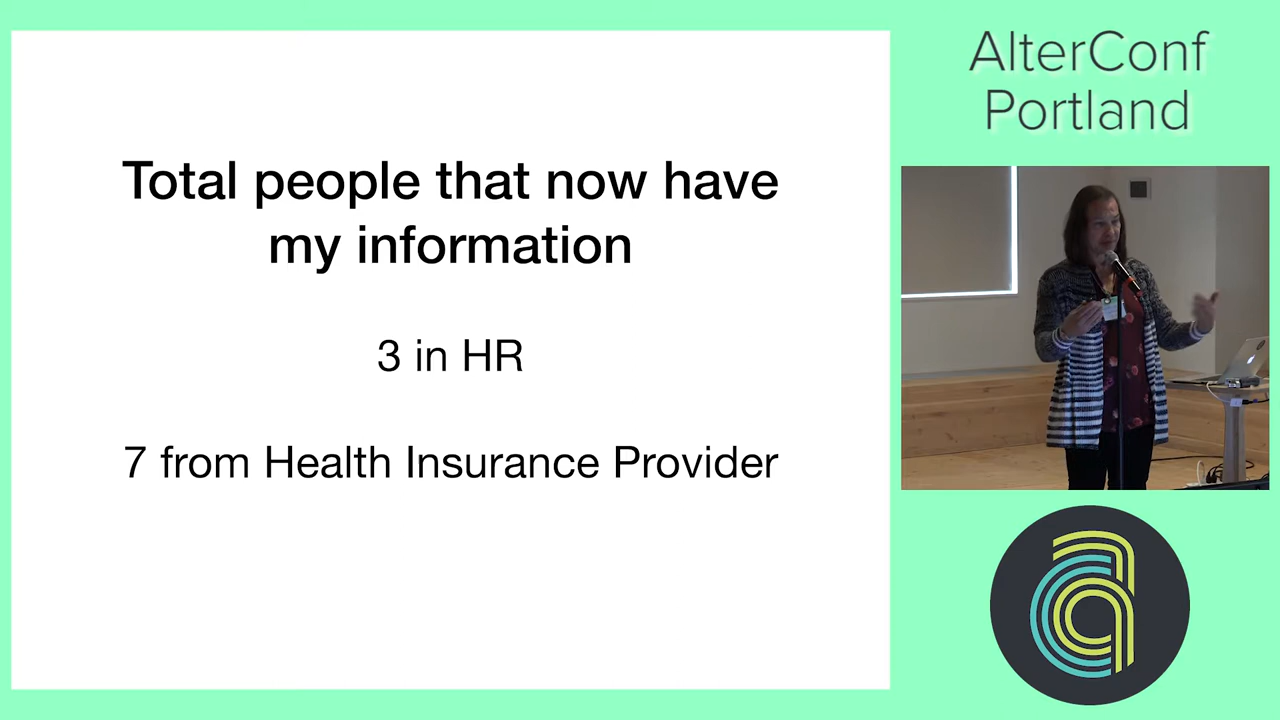 Total people that now have
my information
3 in HR
7 from Health Insurance Provider
AlterConf
Portland